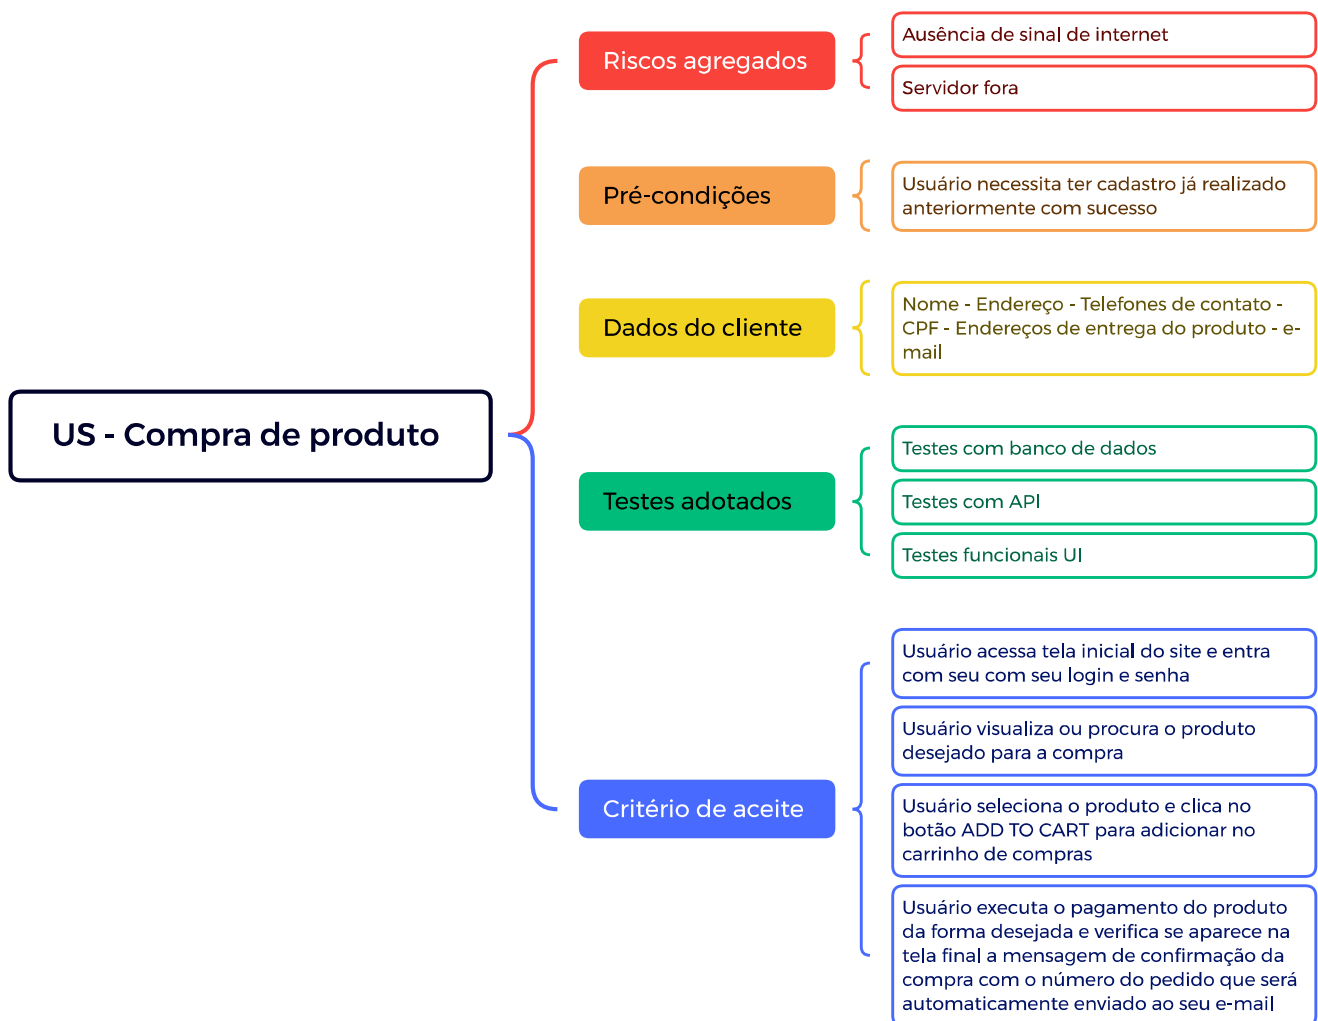 US - Compra de produto
Riscos agregados
Ausência de sinal de internet
Servidor fora
Pré-condições
Usuário necessita ter cadastro já realizado
anteriormente com sucesso
Dados do cliente
Nome - Endereço - Telefones de contato -
CPF - Endereços de entrega do produto - e-
mail
Testes adotados
Testes com banco de dados
Testes com API
Testes funcionais UI
Critério de aceite
Usuário acessa tela inicial do site e entra
com seu com seu login e senha
Usuário visualiza ou procura o produto
desejado para a compra
Usuário seleciona o produto e clica no
botão ADD TO CART para adicionar no
carrinho de compras
Usuário executa o pagamento do produto
da forma desejada e verifica se aparece na
tela final a mensagem de confirmação da
compra com o número do pedido que será
automaticamente enviado ao seu e-mail